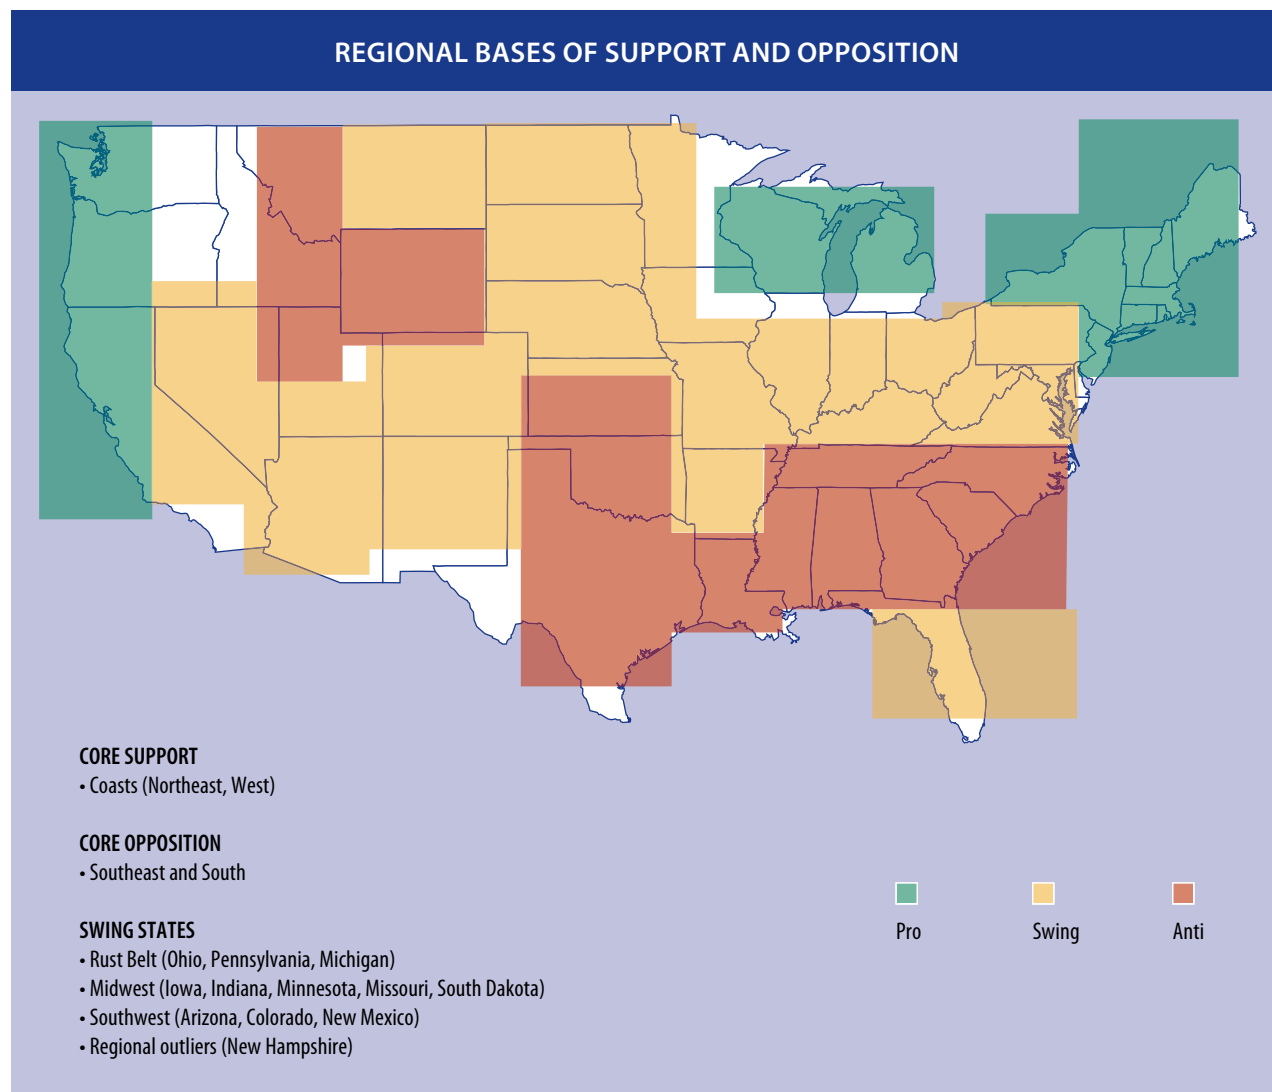 REGIONAL BASES OF SUPPORT AND OPPOSITION
CORE SUPPORT
• Coasts (Northeast, West)
CORE OPPOSITION
• Southeast and South
SWING STATES
• Rust Belt (Ohio, Pennsylvania, Michigan)
• Midwest (Iowa, Indiana, Minnesota, Missouri, South Dakota)
• Southwest (Arizona, Colorado, New Mexico)
• Regional outliers (New Hampshire)
Pro
Swing
Anti